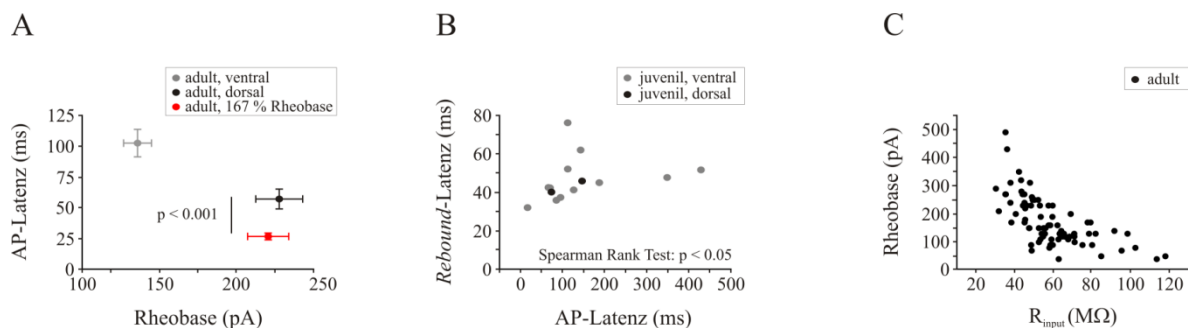 A
adult, ventral
adult, dorsal
adult, 167 % Rheobase
AP-Latenz (ms)
125
100
75
50
25
0
p < 0.001
100
150
200
250
Rheobase (pA)
B
juvenil, ventral
juvenil, dorsal
Rebound-Latenz (ms)
80
60
40
20
0
Spearman Rank Test: p < 0.05
0
100
200
300
400
500
AP-Latenz (ms)
C
adult
Rheobase (pA)
500
400
300
200
100
0
20
40
60
80
100
120
Rinput (MΩ)